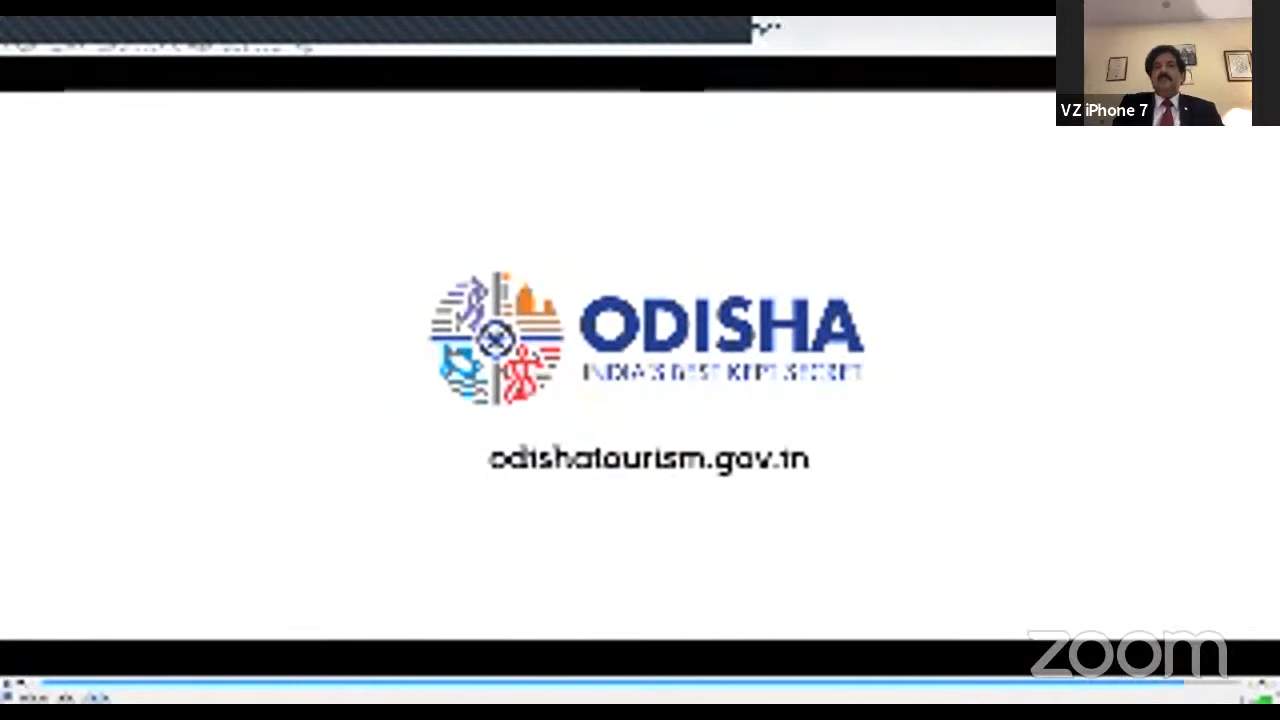 VZ iPhone 7
ODISHA
INDIA'S BEST KEPT SECRET
odishatourism.gov.in
zoom